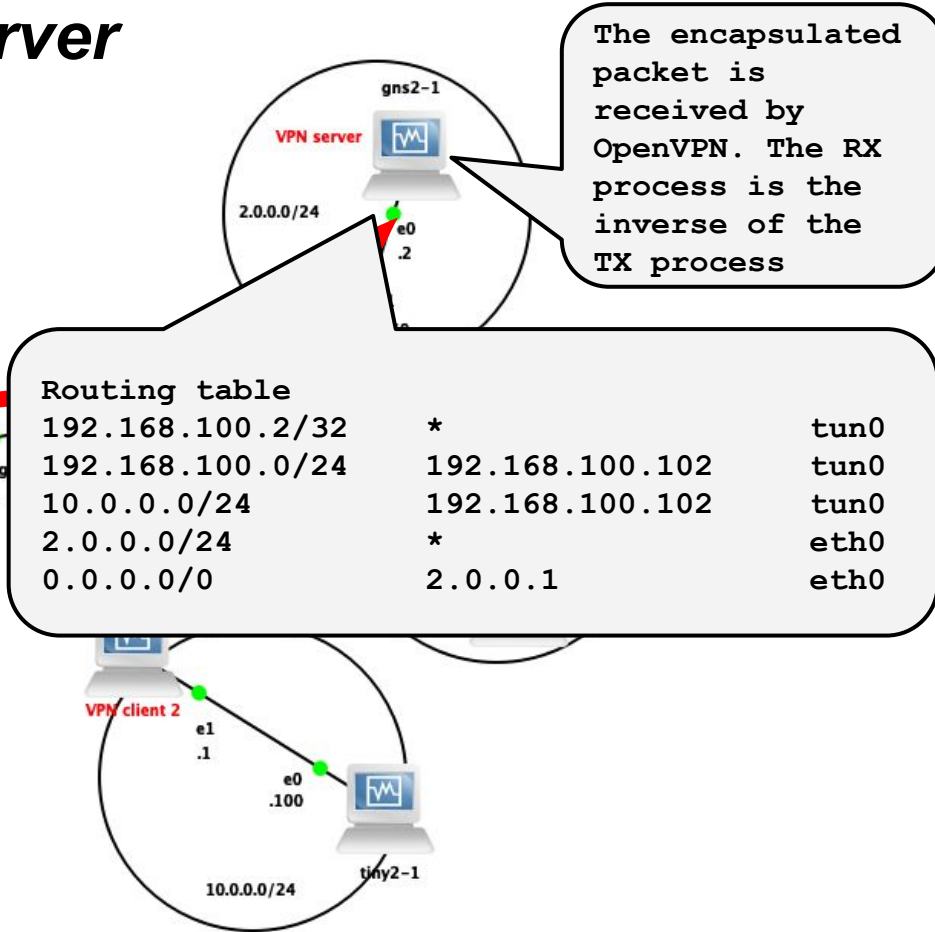 rver
gns2-1
VPN server
2.0.0.0/24
e0
.2
The encapsulated
packet is
received by
OpenVPN. The RX
process is the
inverse of the
TX process
Routing table
192.168.100.2/32 * tun0
192.168.100.0/24 192.168.100.102 tun0
10.0.0.0/24 192.168.100.102 tun0
2.0.0.0/24 * eth0
0.0.0.0/0 2.0.0.1 eth0
VPN client 2
e1
.1
e0
.100
tiny2-1
10.0.0.0/24